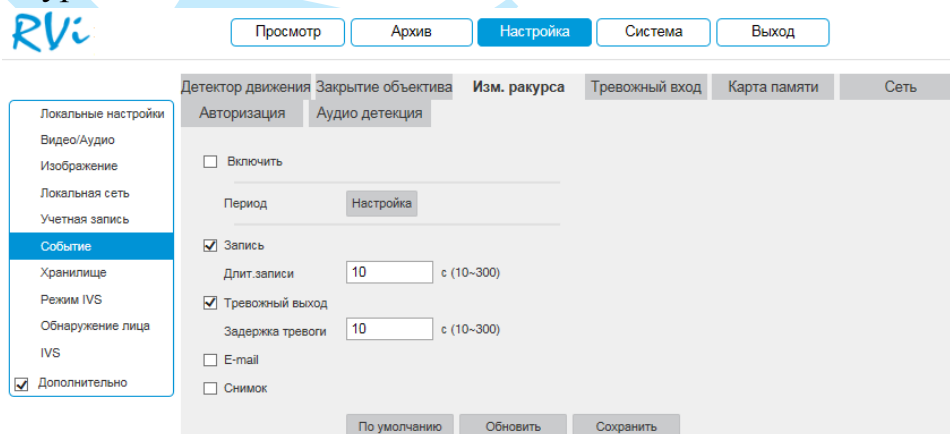 RVi
Просмотр Архив Настройка Система Выход
Детектор движения Закрытие объектива Изм. ракурса Тревожный вход Карта памяти Сеть
Авторизация Аудио детекция
Локальные настройки
Видео/Аудио
Изображение
Локальная сеть
Учетная запись
Событие
Хранилище
Режим IVS
Обнаружение лица
IVS
Дополнительно
Включить
Период Настройка
Запись
Длит.записи 10 с (10~300)
Тревожный выход
Задержка тревоги 10 с (10~300)
E-mail
Снимок
По умолчанию Обновить Сохранить